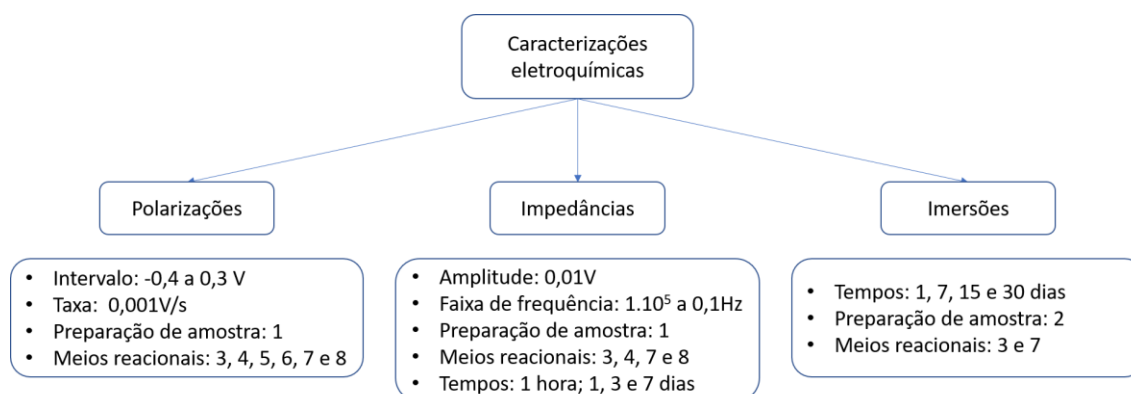 Caracterizações
eletroquímicas
Polarizações
Impedâncias
Imersões
• Intervalo: -0,4 a 0,3 V
• Taxa: 0,001V/s
• Preparação de amostra: 1
• Meios reacionais: 3, 4, 5, 6, 7 e 8
• Amplitude: 0,01V
• Faixa de frequência: 1.10⁵ a 0,1Hz
• Preparação de amostra: 1
• Meios reacionais: 3, 4, 7 e 8
• Tempos: 1 hora; 1, 3 e 7 dias
• Tempos: 1, 7, 15 e 30 dias
• Preparação de amostra: 2
• Meios reacionais: 3 e 7